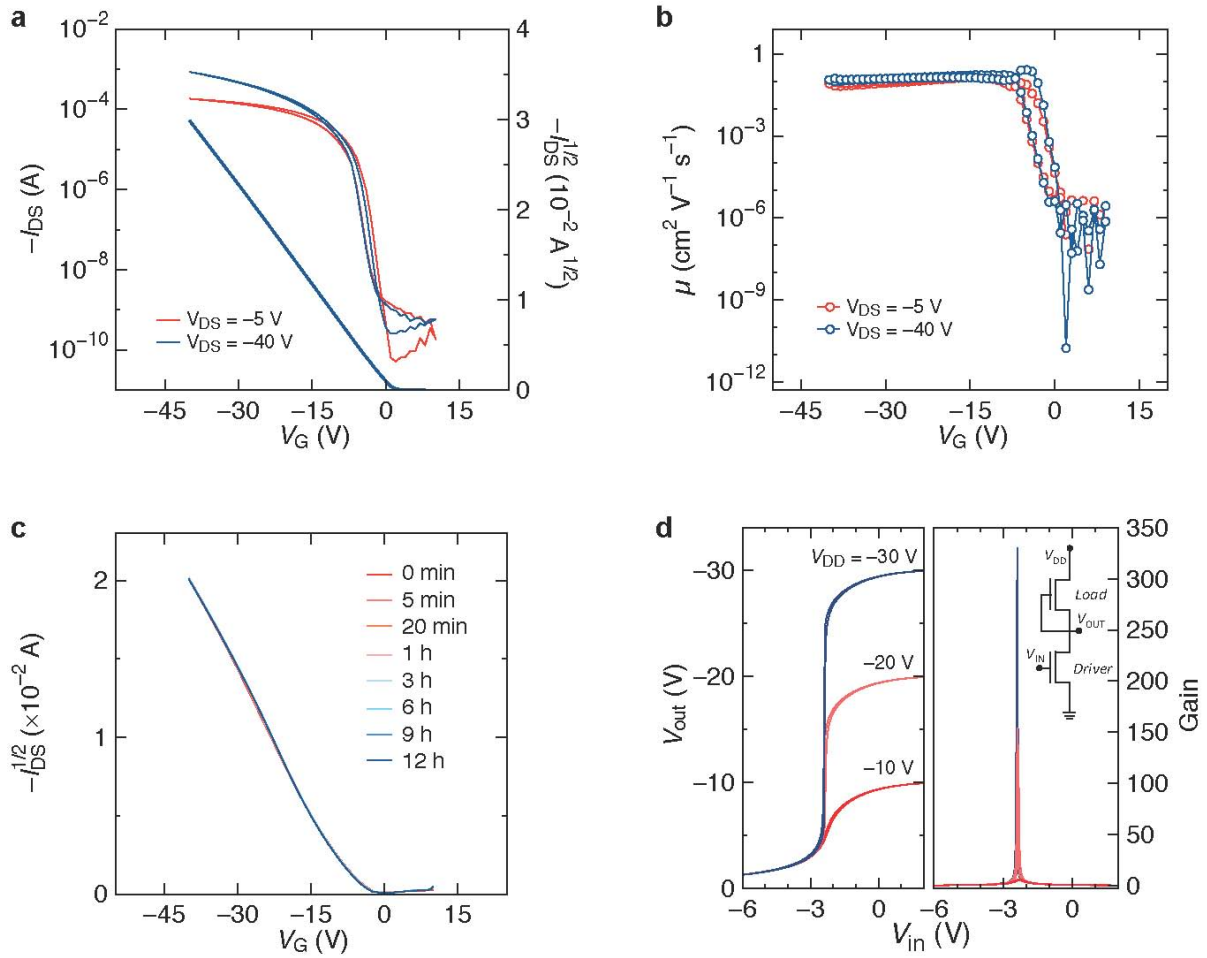 a
10⁻²
10⁻⁴
10⁻⁶
10⁻⁸
10⁻¹⁰
−I_DS (A)
4
3
2
1
0
−I_DS^1/2 (10⁻² A^1/2)
V_DS = −5 V
V_DS = −40 V
−45 −30 −15 0 15
V_G (V)
b
1
10⁻³
10⁻⁶
10⁻⁹
10⁻¹²
μ (cm² V⁻¹ s⁻¹)
V_DS = −5 V
V_DS = −40 V
−45 −30 −15 0 15
V_G (V)
c
2
1
0
−I_DS^1/2 (×10⁻² A)
0 min
5 min
20 min
1 h
3 h
6 h
9 h
12 h
−45 −30 −15 0 15
V_G (V)
d
−30
−20
−10
0
V_out (V)
V_DD = −30 V
−20 V
−10 V
−6 −3 0
V_DD
Load
V_OUT
V_IN
Driver
350
300
250
200
150
100
50
0
Gain
−6 −3 0
V_in (V)